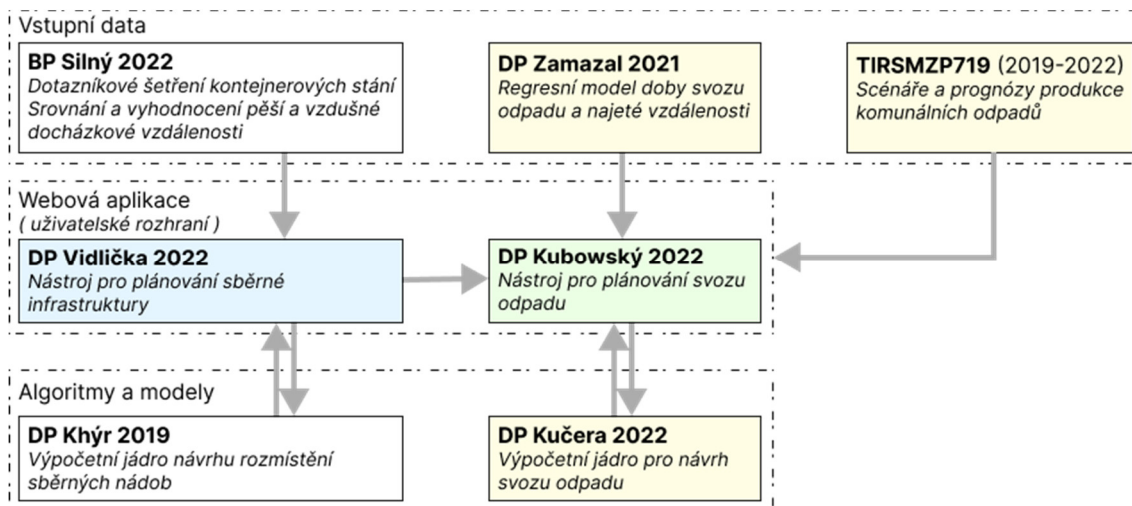 Vstupní data
BP Silný 2022
Dotazníkové šetření kontejnerových stání
Srovnání a vyhodnocení pěší a vzdušné
docházkové vzdálenosti
DP Zamazal 2021
Regresní model doby svozu
odpadu a najeté vzdálenosti
TIRSMZP719 (2019-2022)
Scénáře a prognózy produkce
komunálních odpadů
Webová aplikace
( uživatelské rozhraní )
DP Vidlička 2022
Nástroj pro plánování sběrné
infrastruktury
DP Kubowský 2022
Nástroj pro plánování svozu
odpadu
Algoritmy a modely
DP Khýr 2019
Výpočetní jádro návrhu rozmístění
sběrných nádob
DP Kučera 2022
Výpočetní jádro pro návrh
svozu odpadu